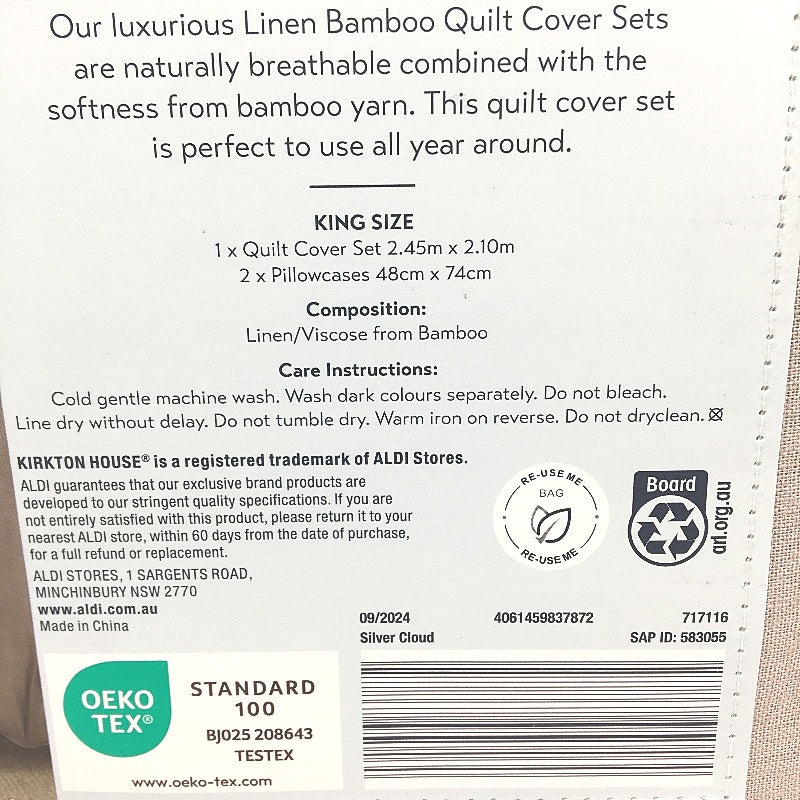 Our luxurious Linen Bamboo Quilt Cover Sets
are naturally breathable combined with the
softness from bamboo yarn. This quilt cover set
is perfect to use all year around.
KING SIZE
1 x Quilt Cover Set 2.45m x 2.10m
2 x Pillowcases 48cm x 74cm
Composition:
Linen/Viscose from Bamboo
Care Instructions:
Cold gentle machine wash. Wash dark colours separately. Do not bleach.
Line dry without delay. Do not tumble dry. Warm iron on reverse. Do not dryclean.
KIRKTON HOUSE® is a registered trademark of ALDI Stores.
ALDI guarantees that our exclusive brand products are
developed to our stringent quality specifications. If you are
not entirely satisfied with this product, please return it to your
nearest ALDI store, within 60 days from the date of purchase,
for a full refund or replacement.
ALDI STORES, 1 SARGENTS ROAD,
MINCHINBURY NSW 2770
www.aldi.com.au
Made in China
RE-USE ME
BAG
RE-USE ME
Board
arl.org.au
09/2024 4061459837872 717116
Silver Cloud SAP ID: 583055
OEKO
TEX®
STANDARD
100
BJ025 208643
TESTEX
www.oeko-tex.com